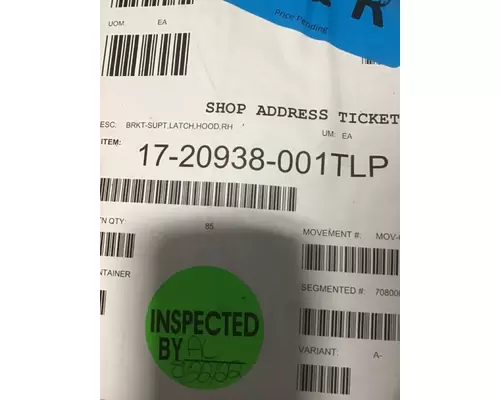 Price Pending
UOM: EA
SHOP ADDRESS TICKET
ESC: BRKT-SUPT,LATCH,HOOD.RH
UM: EA
ITEM: 17-20938-001TLP
N QTY: 85
MOVEMENT #: MOV-
NTAINER
SEGMENTED #: 70800
INSPECTED
BY AL
VARIANT: A-